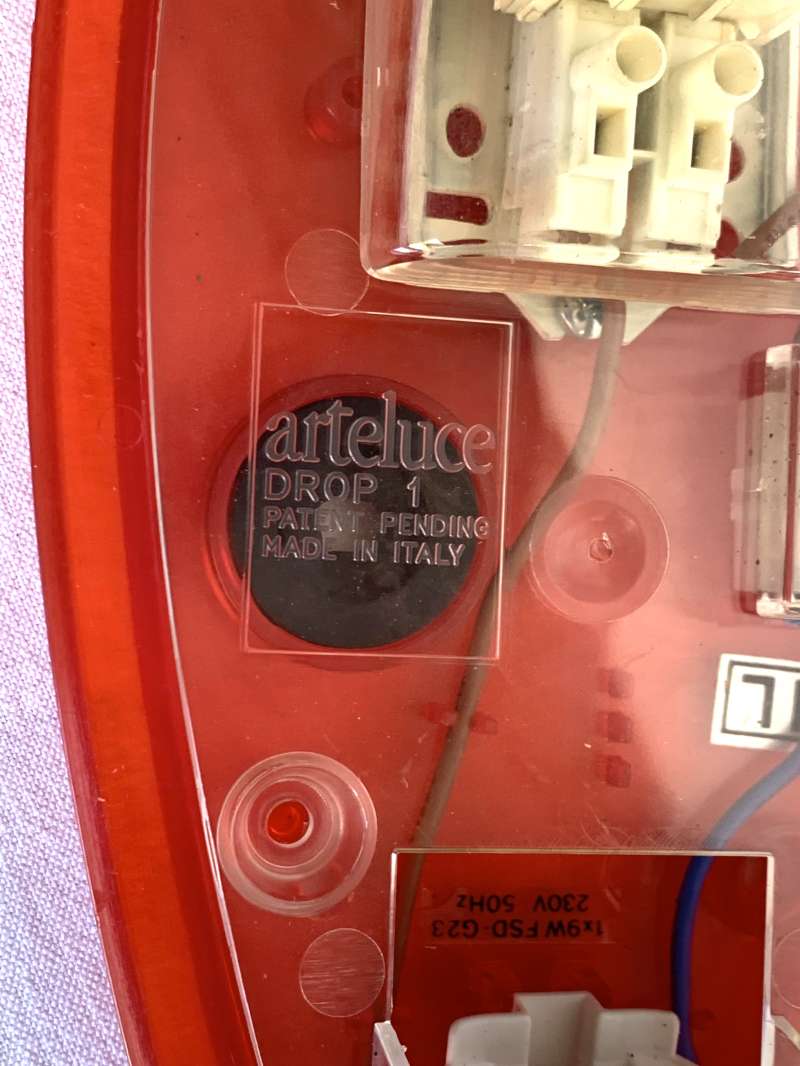 arteluce
DROP 1
PATENT PENDING
MADE IN ITALY
1x9W FSD-G23
230V 50Hz